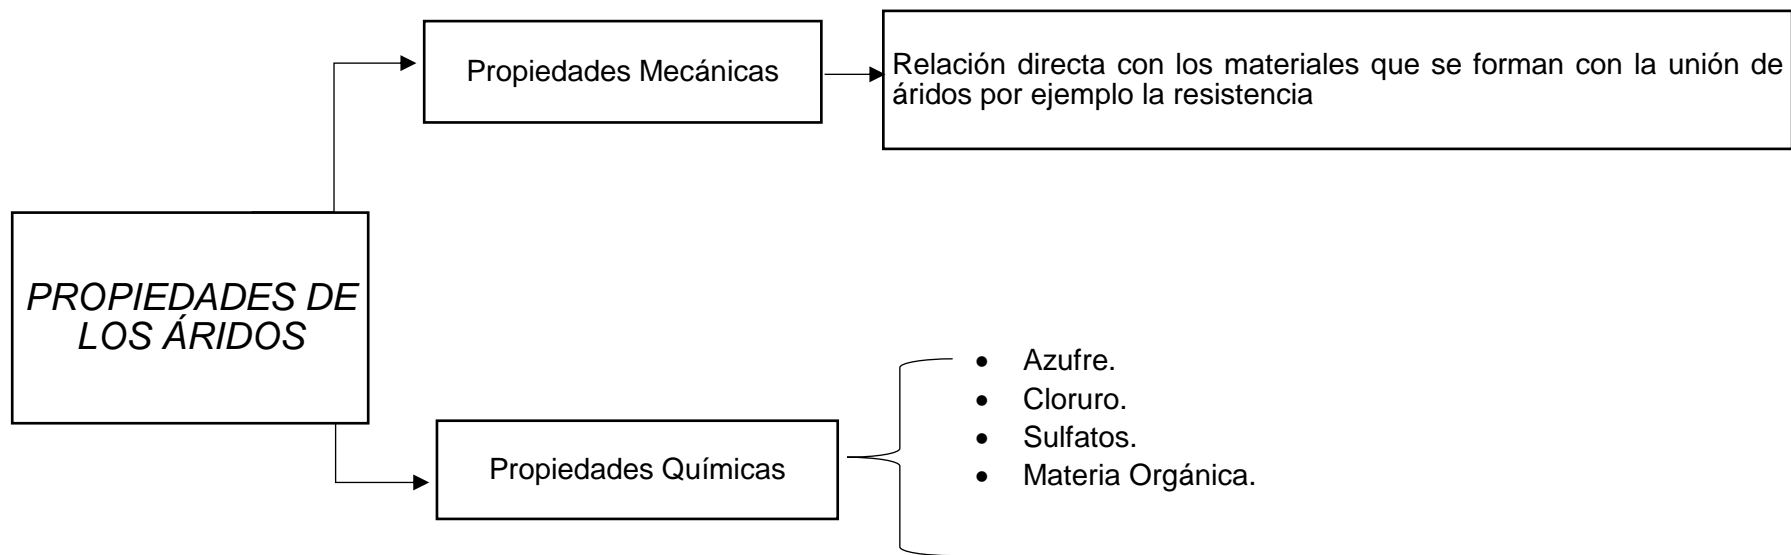 Propiedades Mecánicas
Relación directa con los materiales que se forman con la unión de
áridos por ejemplo la resistencia
PROPIEDADES DE
LOS ÁRIDOS
Propiedades Químicas
• Azufre.
• Cloruro.
• Sulfatos.
• Materia Orgánica.